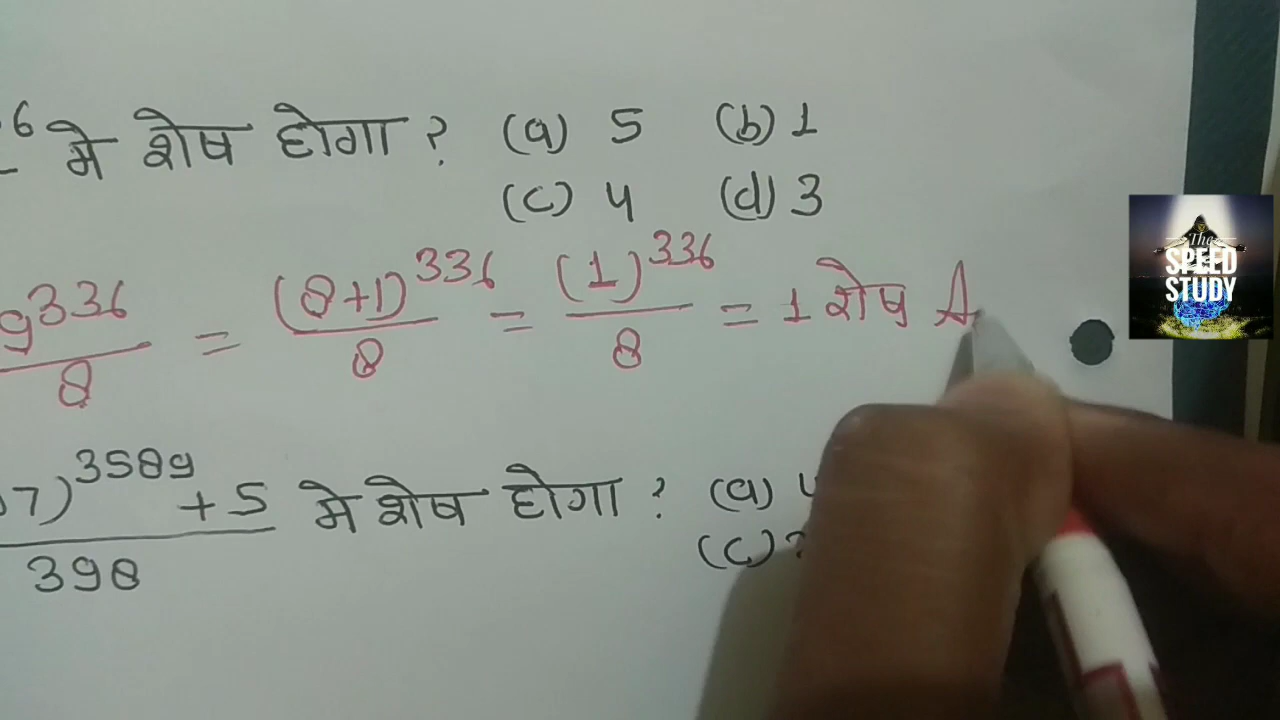 6 मे शेष होगा ? (a) 5 (b) 1
(c) 4 (d) 3
9^336 / 8 = (8+1)^336 / 8 = (1)^336 / 8 = 1 शेष A
7)^3589 + 5 / 398 मे शेष होगा ? (a)
(c)
The
SPEED
STUDY